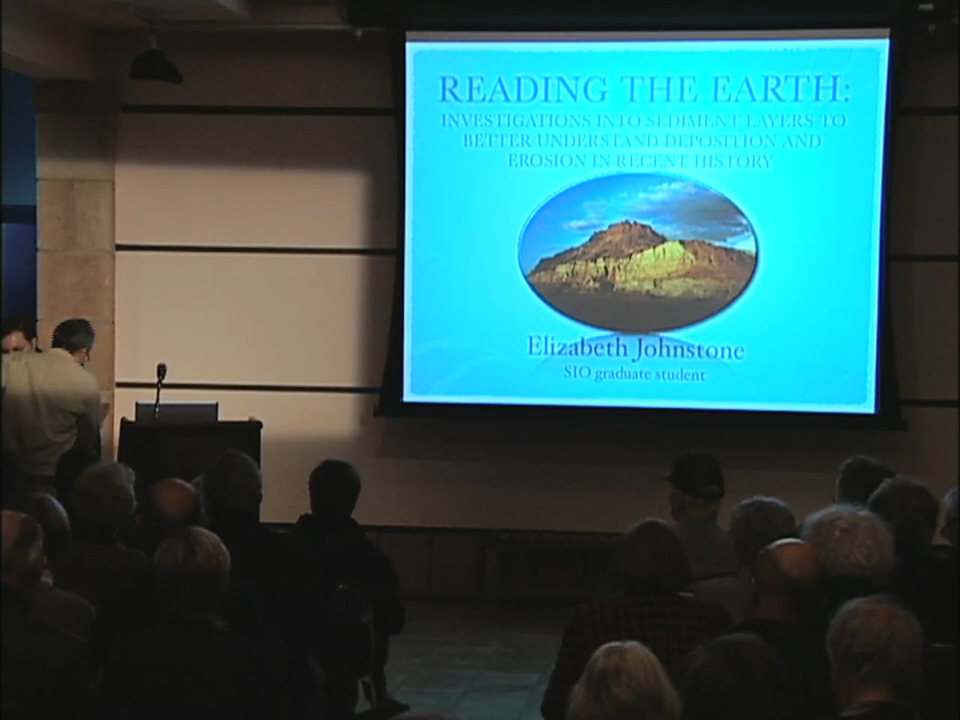 READING THE EARTH:
INVESTIGATIONS INTO SEDIMENT LAYERS TO
BETTER UNDERSTAND DEPOSITION AND
EROSION IN RECENT HISTORY
Elizabeth Johnstone
SIO graduate student